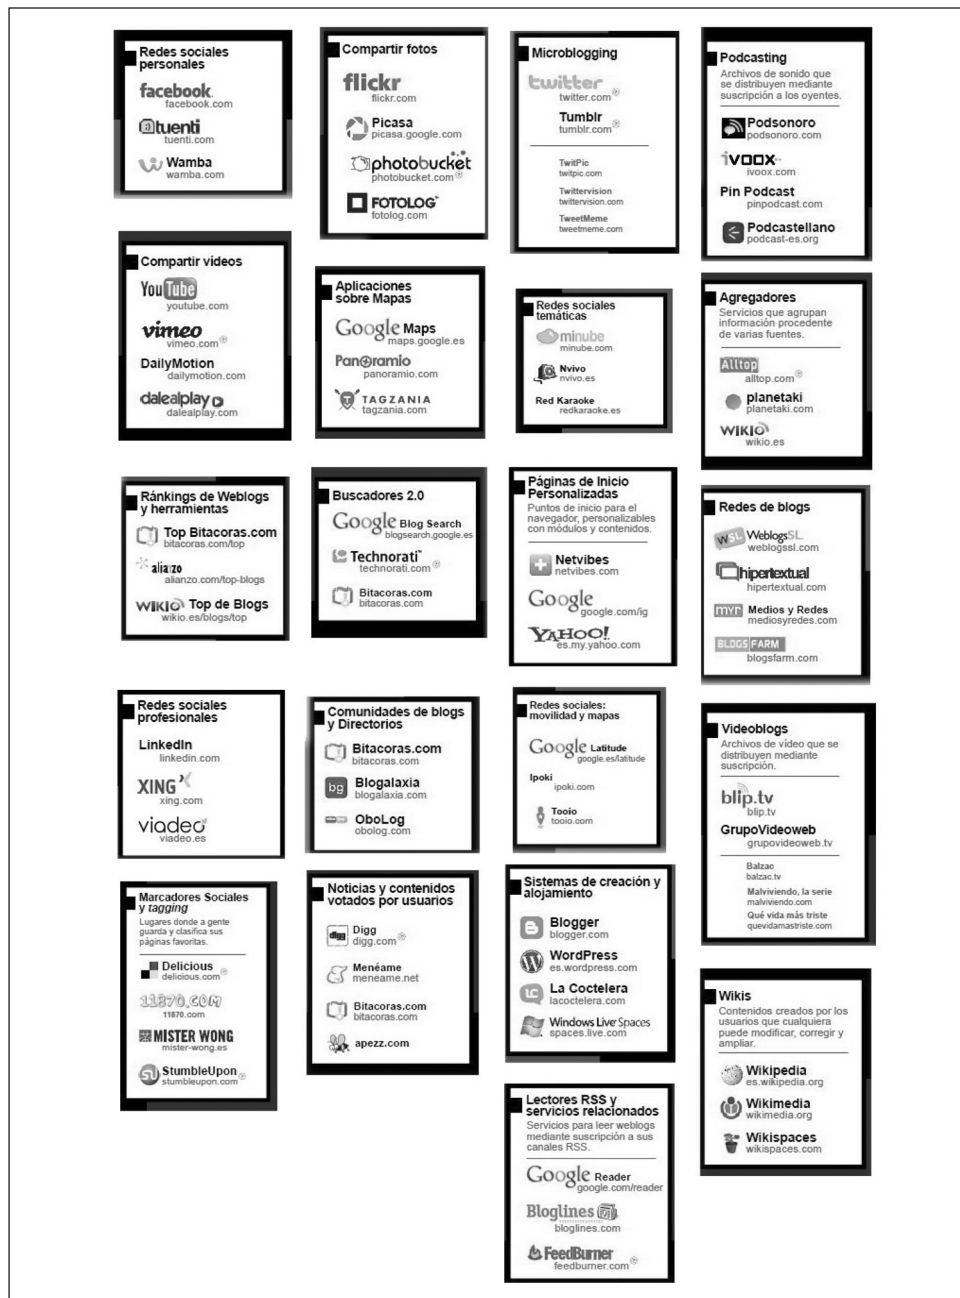 Redes sociales
personales
facebook
facebook.com
tuenti
tuenti.com
Wamba
wamba.com
Compartir fotos
flickr
flickr.com
Picasa
picasa.google.com
photobucket
photobucket.com
FOTOLOG
fotolog.com
Microblogging
twitter
twitter.com
Tumblr
tumblr.com
TwitPic
twitpic.com
Twittervision
twittervision.com
TweetMeme
tweetmeme.com
Podcasting
Archivos de sonido que
se distribuyen mediante
suscripción a los oyentes.
Podsonoro
podsonoro.com
iVOOX
ivoox.com
Pin Podcast
pinpodcast.com
Podcastellano
podcast-es.org
Compartir vídeos
YouTube
youtube.com
vimeo
vimeo.com
DailyMotion
dailymotion.com
dalealplay
dalealplay.com
Aplicaciones
sobre Mapas
Google Maps
maps.google.es
Panoramio
panoramio.com
TAGZANIA
tagzania.com
Redes sociales
temáticas
minube
minube.com
Nvivo
nvivo.es
Red Karaoke
redkaraoke.es
Agregadores
Servicios que agrupan
información procedente
de varias fuentes.
Alltop
alltop.com
planetaki
planetaki.com
WIKIO
wikio.es
Ránkings de Weblogs
y herramientas
Top Bitacoras.com
bitacoras.com/top
alianzo
alianzo.com/top-blogs
WIKIO Top de Blogs
wikio.es/blogs/top
Buscadores 2.0
Google Blog Search
blogsearch.google.es
Technorati
technorati.com
Bitacoras.com
bitacoras.com
Páginas de Inicio
Personalizadas
Puntos de inicio para el
navegador, personalizables
con módulos y contenidos.
Netvibes
netvibes.com
Google
google.com/ig
YAHOO!
es.my.yahoo.com
Redes de blogs
WSL WeblogsSL
weblogssl.com
hipertextual
hipertextual.com
myr Medios y Redes
mediosyredes.com
BLOGS FARM
blogsfarm.com
Redes sociales
profesionales
LinkedIn
linkedin.com
XING
xing.com
viadeo
viadeo.es
Comunidades de blogs
y Directorios
Bitacoras.com
bitacoras.com
bg Blogalaxia
blogalaxia.com
OboLog
obolog.com
Redes sociales:
movilidad y mapas
Google Latitude
google.es/latitude
Ipoki
ipoki.com
Tooio
tooio.com
Videoblogs
Archivos de vídeo que se
distribuyen mediante
suscripción.
blip.tv
blip.tv
GrupoVideoweb
grupovideoweb.tv
Balzac
balzac.tv
Malviviendo, la serie
malviviendo.com
Qué vida más triste
quevidamastriste.com
Marcadores Sociales
y tagging
Lugares donde a gente
guarda y clasifica sus
páginas favoritas.
Delicious
delicious.com
11870.COM
11870.com
MISTER WONG
mister-wong.es
StumbleUpon
stumbleupon.com
Noticias y contenidos
votados por usuarios
digg Digg
digg.com
Menéame
meneame.net
Bitacoras.com
bitacoras.com
apezz.com
Sistemas de creación y
alojamiento
Blogger
blogger.com
WordPress
es.wordpress.com
LC La Coctelera
lacoctelera.com
Windows Live Spaces
spaces.live.com
Wikis
Contenidos creados por los
usuarios que cualquiera
puede modificar, corregir y
ampliar.
Wikipedia
es.wikipedia.org
Wikimedia
wikimedia.org
Wikispaces
wikispaces.com
Lectores RSS y
servicios relacionados
Servicios para leer weblogs
mediante suscripción a sus
canales RSS.
Google Reader
google.com/reader
Bloglines
bloglines.com
FeedBurner
feedburner.com